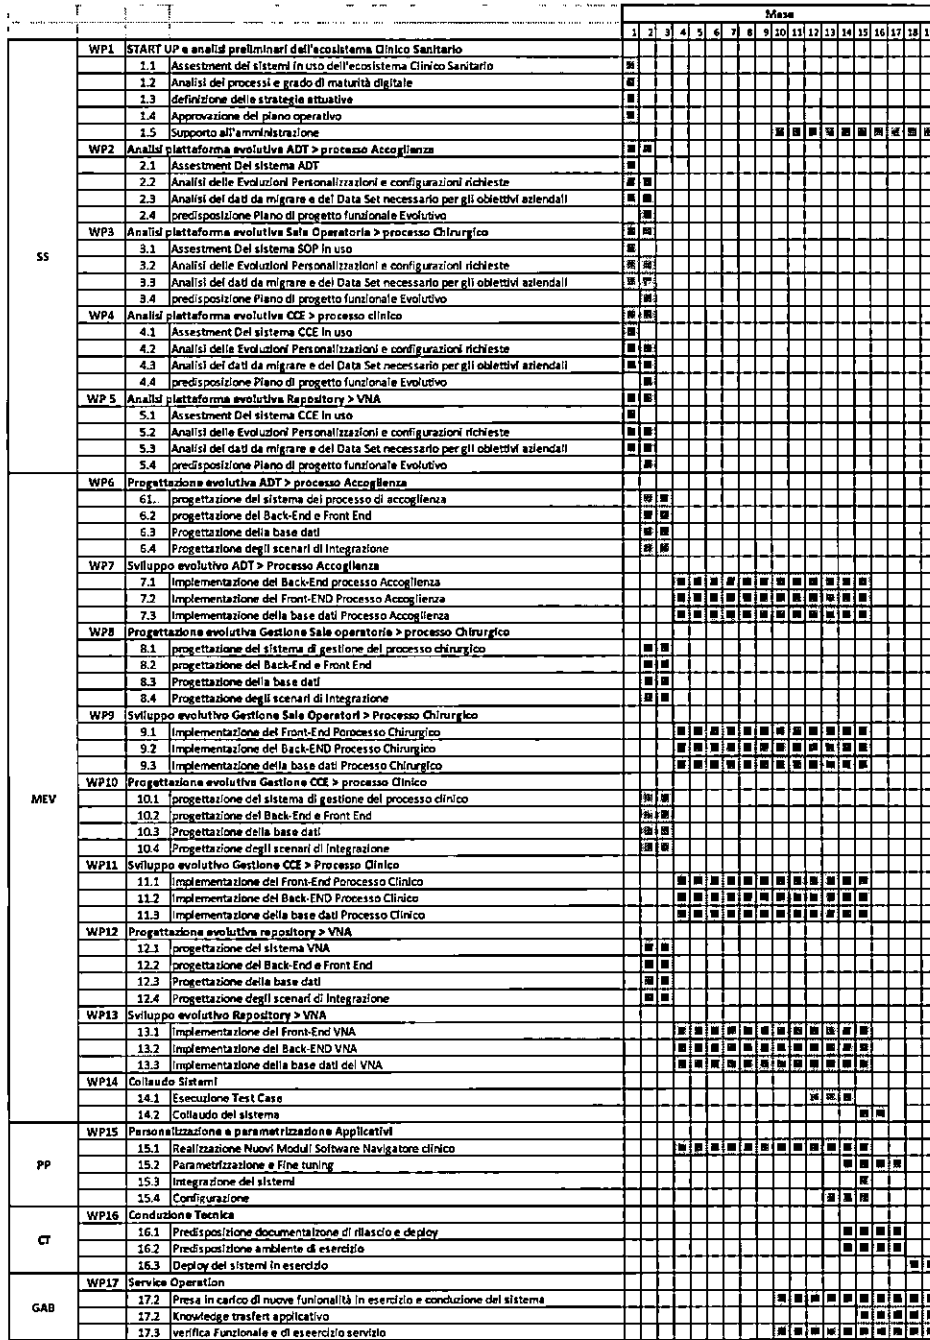 Mese
1 2 3 4 5 6 7 8 9 10 11 12 13 14 15 16 17 18
WP1 START UP e analisi preliminari dell'ecosistema Clinico Sanitario
1.1 Assestment dei sistemi in uso dell'ecosistema Clinico Sanitario
1.2 Analisi dei processi e grado di maturità digitale
1.3 definizione delle strategie attuative
1.4 Approvazione del piano operativo
1.5 Supporto all'amministrazione
WP2 Analisi plattaforma evolutiva ADT > processo Accoglienza
2.1 Assestment Del sistema ADT
2.2 Analisi delle Evoluzioni Personalizzazioni e configurazioni richieste
2.3 Analisi dei dati da migrare e del Data Set necessario per gli obiettivi aziendali
2.4 predisposizione Piano di progetto funzionale Evolutivo
WP3 Analisi plattaforma evolutiva Sale Operatorie > processo Chirurgico
SS
3.1 Assestment Del sistema SOP in uso
3.2 Analisi delle Evoluzioni Personalizzazioni e configurazioni richieste
3.3 Analisi dei dati da migrare e del Data Set necessario per gli obiettivi aziendali
3.4 predisposizione Piano di progetto funzionale Evolutivo
WP4 Analisi plattaforma evolutiva CCE > processo clinico
4.1 Assestment Del sistema CCE in uso
4.2 Analisi delle Evoluzioni Personalizzazioni e configurazioni richieste
4.3 Analisi dei dati da migrare e del Data Set necessario per gli obiettivi aziendali
4.4 predisposizione Piano di progetto funzionale Evolutivo
WP 5 Analisi plattaforma evolutiva Repository > VNA
5.1 Assestment Del sistema CCE in uso
5.2 Analisi delle Evoluzioni Personalizzazioni e configurazioni richieste
5.3 Analisi dei dati da migrare e del Data Set necessario per gli obiettivi aziendali
5.4 predisposizione Piano di progetto funzionale Evolutivo
WP6 Progettazione evolutiva ADT > processo Accoglienza
61.. progettazione del sistema del processo di accoglienza
6.2 progettazione del Back-End e Front End
6.3 Progettazione della base dati
6.4 Progettazione degli scenari di Integrazione
WP7 Sviluppo evolutivo ADT > Processo Accoglienza
7.1 Implementazione del Back-End processo Accoglienza
7.2 Implementazione del Front-END Processo Accoglienza
7.3 Implementazione della base dati Processo Accoglienza
WP8 Progettazione evolutiva Gestione Sale operatorie > processo Chirurgico
8.1 progettazione del sistema di gestione del processo chirurgico
8.2 progettazione del Back-End e Front End
8.3 Progettazione della base dati
8.4 Progettazione degli scenari di Integrazione
WP9 Sviluppo evolutivo Gestione Sale Operatori > Processo Chirurgico
9.1 Implementazione del Front-End Porocesso Chirurgico
9.2 Implementazione del Back-END Processo Chirurgico
9.3 Implementazione della base dati Processo Chirurgico
WP10 Progettazione evolutiva Gestione CCE > processo Clinico
MEV
10.1 progettazione del sistema di gestione del processo clinico
10.2 progettazione del Back-End e Front End
10.3 Progettazione della base dati
10.4 Progettazione degli scenari di Integrazione
WP11 Sviluppo evolutivo Gestione CCE > Processo Clinico
11.1 Implementazione del Front-End Porocesso Clinico
11.2 Implementazione del Back-END Processo Clinico
11.3 Implementazione della base dati Processo Clinico
WP12 Progettazione evolutiva repository > VNA
12.1 progettazione del sistema VNA
12.2 progettazione del Back-End e Front End
12.3 Progettazione della base dati
12.4 Progettazione degli scenari di Integrazione
WP13 Sviluppo evolutivo Repository > VNA
13.1 Implementazione del Front-End VNA
13.2 Implementazione del Back-END VNA
13.3 Implementazione della base dati del VNA
WP14 Collaudo Sistemi
14.1 Esecuzione Test Case
14.2 Collaudo del sistema
WP15 Personalizzazione e parametrizzazione Applicativi
15.1 Realizzazione Nuovi Moduli Software Navigatore clinico
PP
15.2 Parametrizzazione e Fine tuning
15.3 Integrazione dei sistemi
15.4 Configurazione
WP16 Conduzione Tecnica
16.1 Predisposizione documentaizone di rilascio e deploy
CT
16.2 Predisposizione ambiente di esercizio
16.3 Deploy dei sistemi in esercizio
WP17 Service Operation
17.2 Presa in carico di nuove funionalità in esercizio e conduzione del sistema
GAB
17.2 Knowledge trasfert applicativo
17.3 verifica Funzionale e di eseercizio servizio